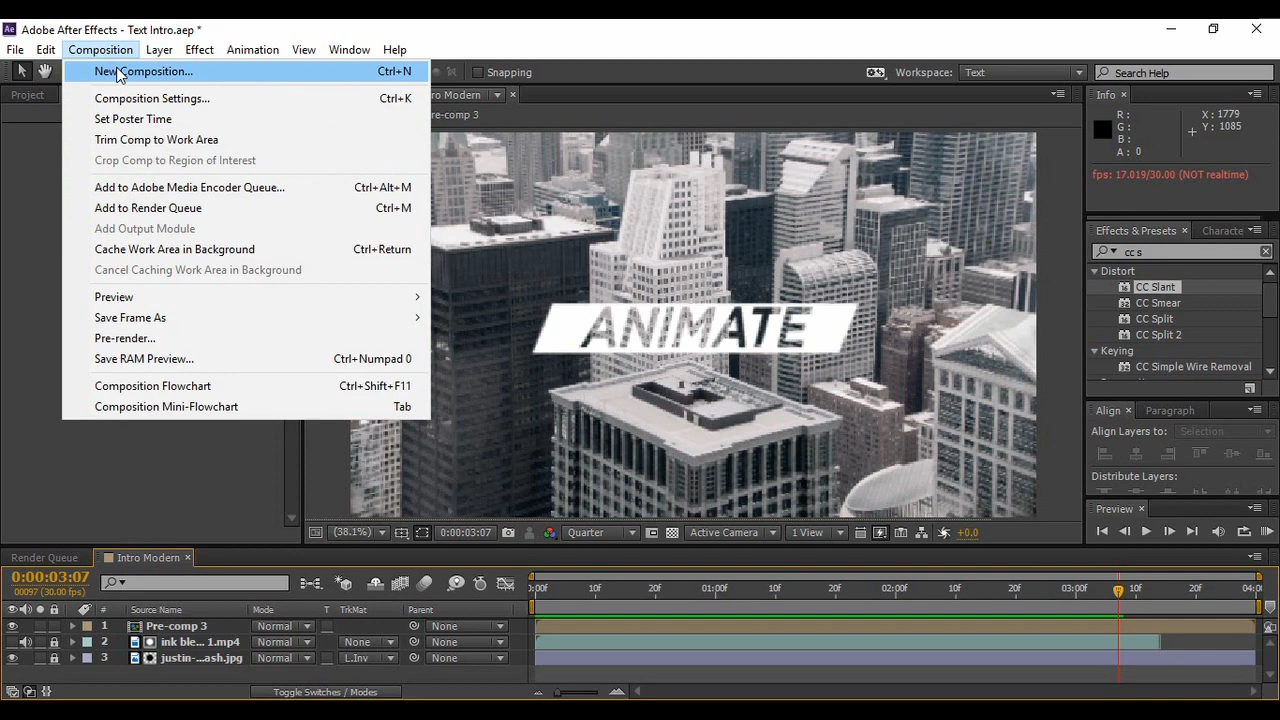 Adobe After Effects - Text Intro.aep *
File Edit Composition Layer Effect Animation View Window Help
New Composition... Ctrl+N
Snapping
Workspace: Text
Search Help
Project
Composition Settings... Ctrl+K
Set Poster Time
Trim Comp to Work Area
Crop Comp to Region of Interest
Add to Adobe Media Encoder Queue... Ctrl+Alt+M
Add to Render Queue Ctrl+M
Add Output Module
Cache Work Area in Background Ctrl+Return
Cancel Caching Work Area in Background
Preview
Save Frame As
Pre-render...
Save RAM Preview... Ctrl+Numpad 0
Composition Flowchart Ctrl+Shift+F11
Composition Mini-Flowchart Tab
ntro Modern
re-comp 3
ANIMATE
(38.1%) 0:00:03:07 Quarter Active Camera 1 View +0.0
Info
R : X : 1779
G : Y : 1085
B :
A : 0
fps: 17.019/30.00 (NOT realtime)
Effects & Presets Characte
cc s
Distort
CC Slant
CC Smear
CC Split
CC Split 2
Keying
CC Simple Wire Removal
Align Paragraph
Align Layers to: Selection
Distribute Layers:
Preview
Render Queue Intro Modern
0:00:03:07
00097 (30.00 fps)
# Source Name Mode T TrkMat Parent
1 Pre-comp 3 Normal None
2 ink ble... 1.mp4 Normal None None
3 justin-...ash.jpg Normal L.Inv None
Toggle Switches / Modes
:00f 10f 20f 01:00f 10f 20f 02:00f 10f 20f 03:00f 10f 20f 04:0